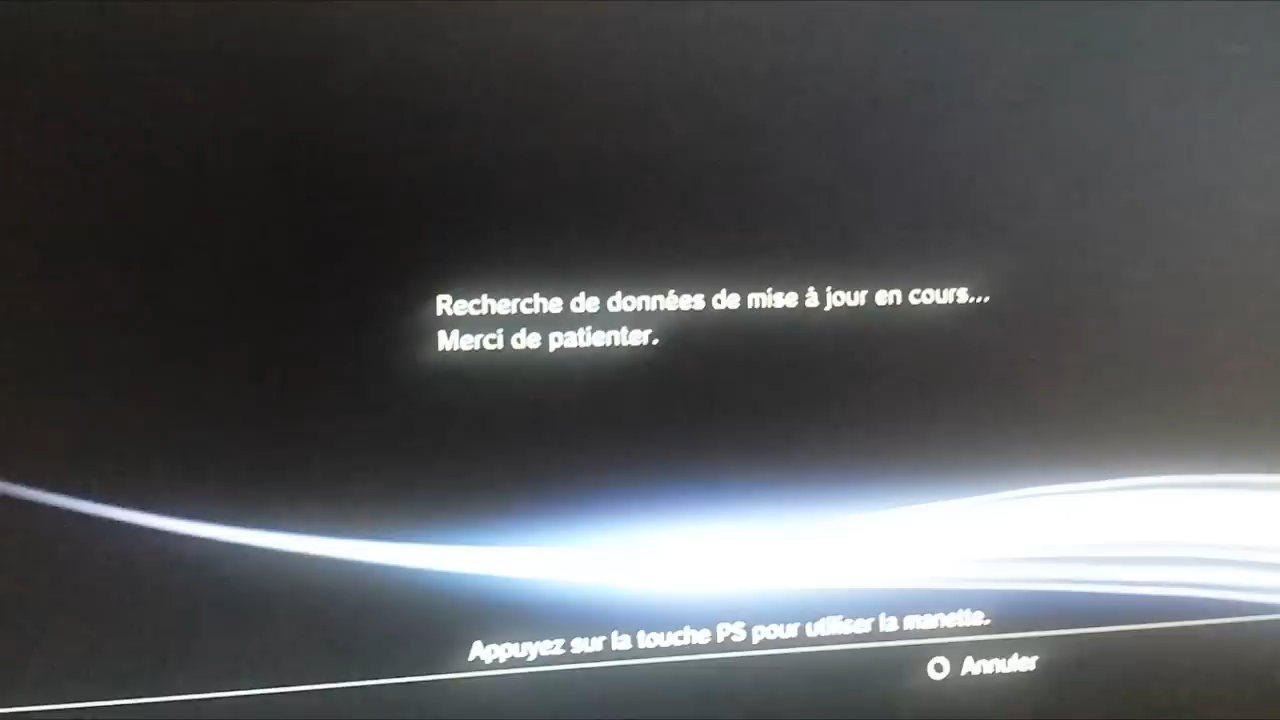 Recherche de données de mise à jour en cours...
Merci de patienter.
Appuyez sur la touche PS pour utiliser la manette.
Annuler